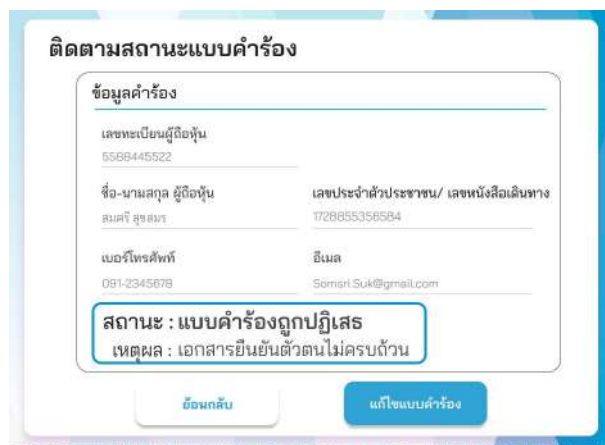 ติดตามสถานะแบบคำร้อง
ข้อมูลคำร้อง
เลขทะเบียนผู้ถือหุ้น
5588445522
ชื่อ-นามสกุล ผู้ถือหุ้น
เลขประจำตัวประชาชน/ เลขหนังสือเดินทาง
สมศรี สุขสมร
1728855356584
เบอร์โทรศัพท์
อีเมล
091-2345678
Somsri.Suk@gmail.com
สถานะ : แบบคำร้องถูกปฏิเสธ
เหตุผล : เอกสารยืนยันตัวตนไม่ครบถ้วน
ย้อนกลับ
แก้ไขแบบคำร้อง